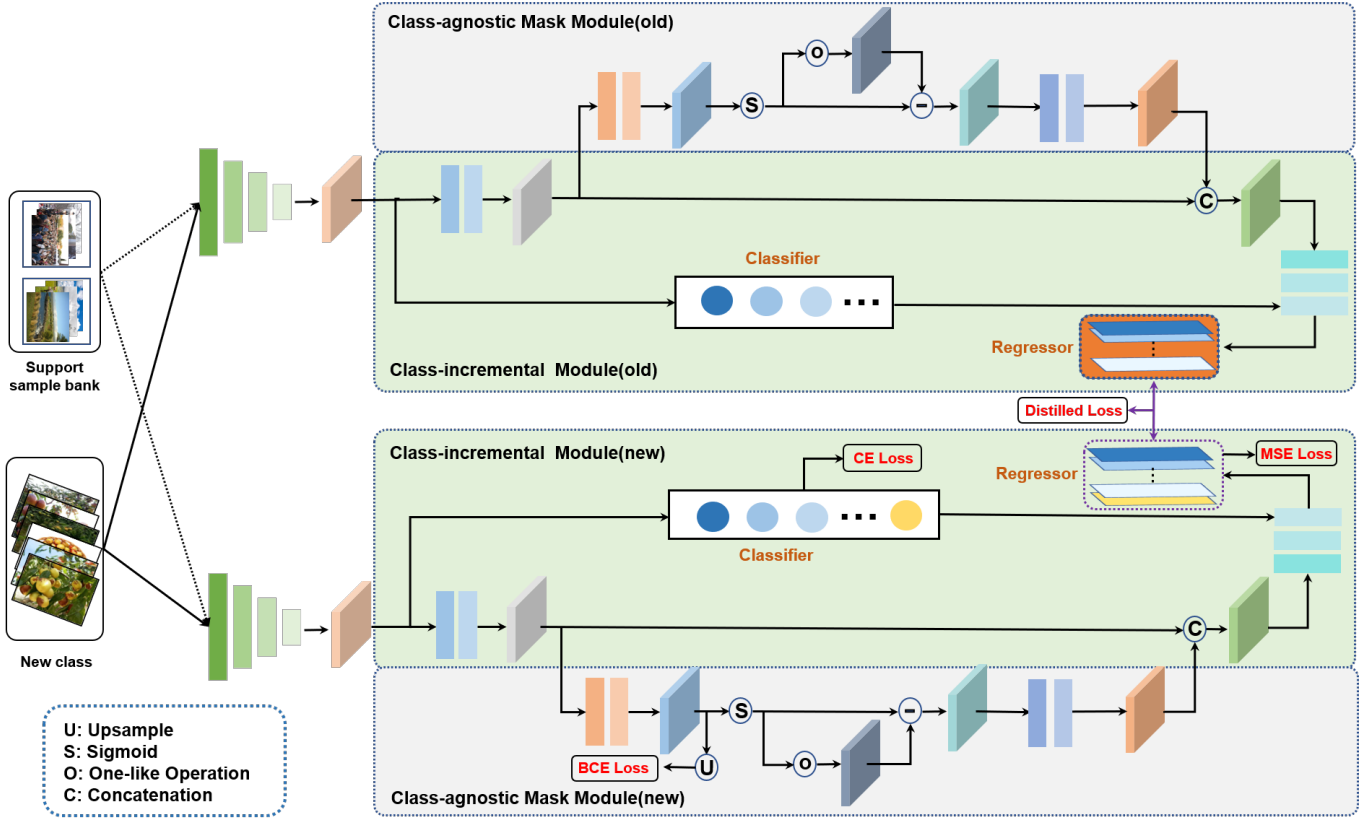 Class-agnostic Mask Module(old)
O
S
−
C
Support
sample bank
Classifier
Regressor
Class-incremental Module(old)
Distilled Loss
Class-incremental Module(new)
CE Loss
MSE Loss
Regressor
Classifier
New class
C
S
−
O
U
BCE Loss
Class-agnostic Mask Module(new)
U: Upsample
S: Sigmoid
O: One-like Operation
C: Concatenation